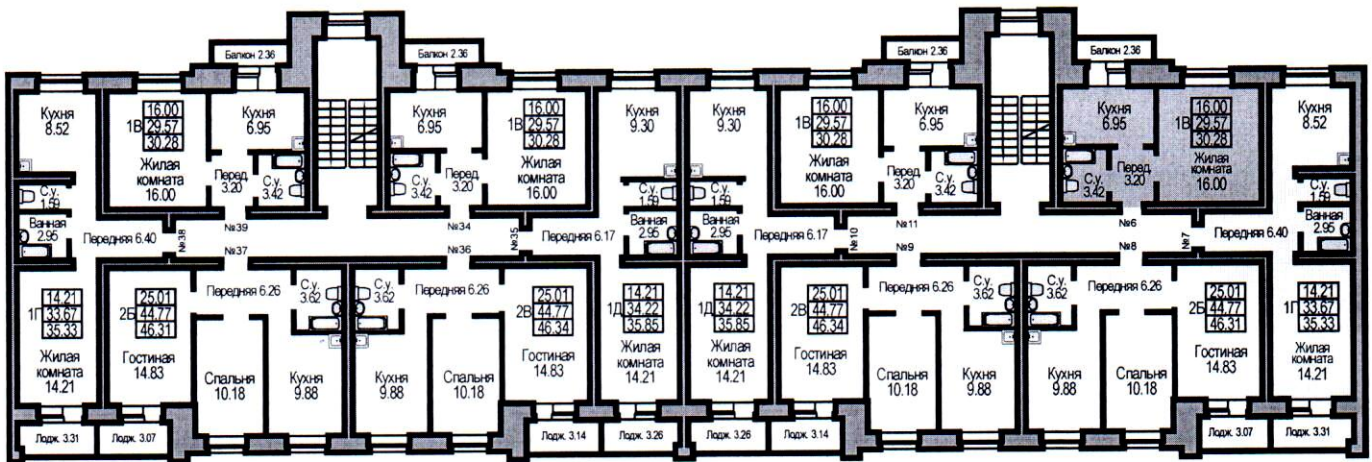 Балкон 2.36
Балкон 2.36
Балкон 2.36
Балкон 2.36
Кухня
8.52
1В
16.00
29.57
30.28
Жилая
комната
16.00
Кухня
6.95
Перед.
3.20
С.у.
3.42
Кухня
6.95
С.у.
3.42
Перед.
3.20
1В
16.00
29.57
30.28
Жилая
комната
16.00
Кухня
9.30
Кухня
9.30
1В
16.00
29.57
30.28
Жилая
комната
16.00
Кухня
6.95
Перед.
3.20
С.у.
3.42
Кухня
6.95
С.у.
3.42
Перед.
3.20
1В
16.00
29.57
30.28
Жилая
комната
16.00
Кухня
8.52
С.у.
1.59
Ванная
2.95
Передняя 6.40
№38
№39
№37
№34
№36
№35
Передняя 6.17
С.у.
1.59
Ванная
2.95
С.у.
1.59
Ванная
2.95
Передняя 6.17
№10
№11
№9
№6
№8
№7
Передняя 6.40
С.у.
1.59
Ванная
2.95
1Г
14.21
33.67
35.33
Жилая
комната
14.21
2Б
25.01
44.77
46.31
Гостиная
14.83
Передняя 6.26
Спальня
10.18
С.у.
3.62
Кухня
9.88
С.у.
3.62
Кухня
9.88
Передняя 6.26
Спальня
10.18
2В
25.01
44.77
46.34
Гостиная
14.83
1Д
14.21
34.22
35.85
Жилая
комната
14.21
1Д
14.21
34.22
35.85
Жилая
комната
14.21
2В
25.01
44.77
46.34
Гостиная
14.83
Передняя 6.26
Спальня
10.18
С.у.
3.62
Кухня
9.88
С.у.
3.62
Кухня
9.88
Передняя 6.26
Спальня
10.18
2Б
25.01
44.77
46.31
Гостиная
14.83
1Г
14.21
33.67
35.33
Жилая
комната
14.21
Лодж. 3.31
Лодж. 3.07
Лодж. 3.14
Лодж. 3.26
Лодж. 3.26
Лодж. 3.14
Лодж. 3.07
Лодж. 3.31